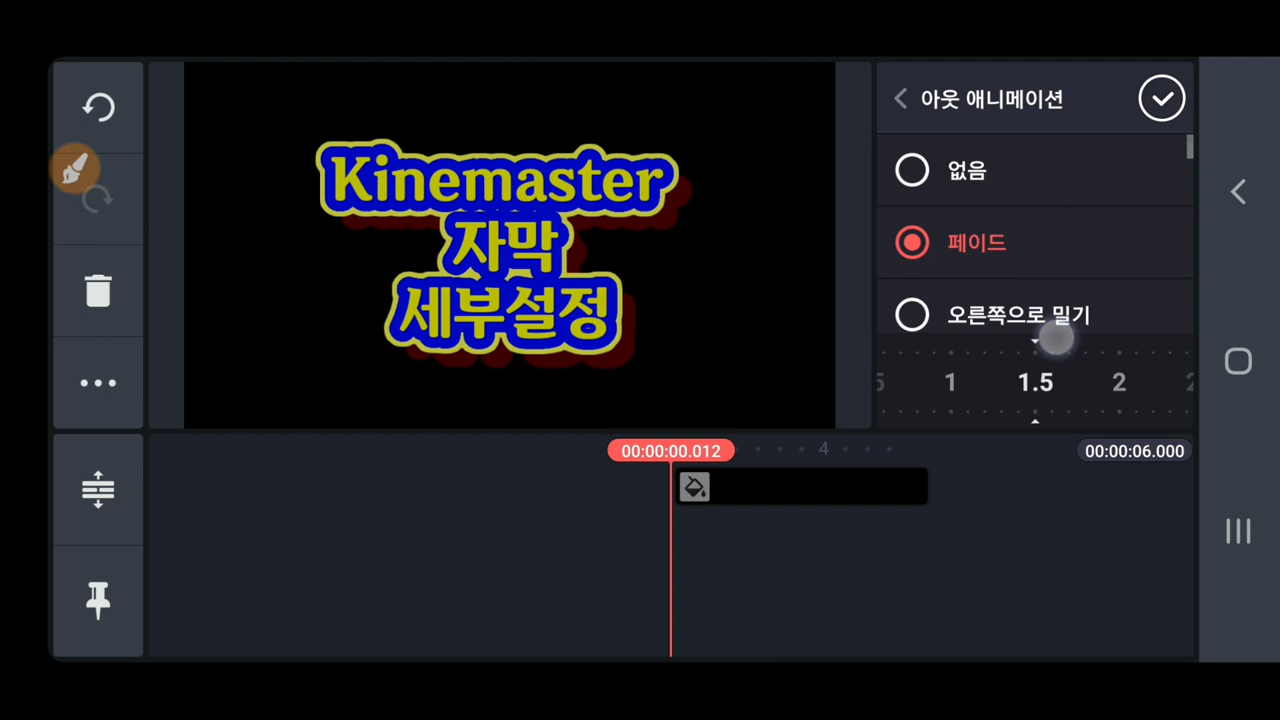 아웃 애니메이션
없음
페이드
오른쪽으로 밀기
1 1.5 2
Kinemaster
자막
세부설정
00:00:00.012
4
00:00:06.000